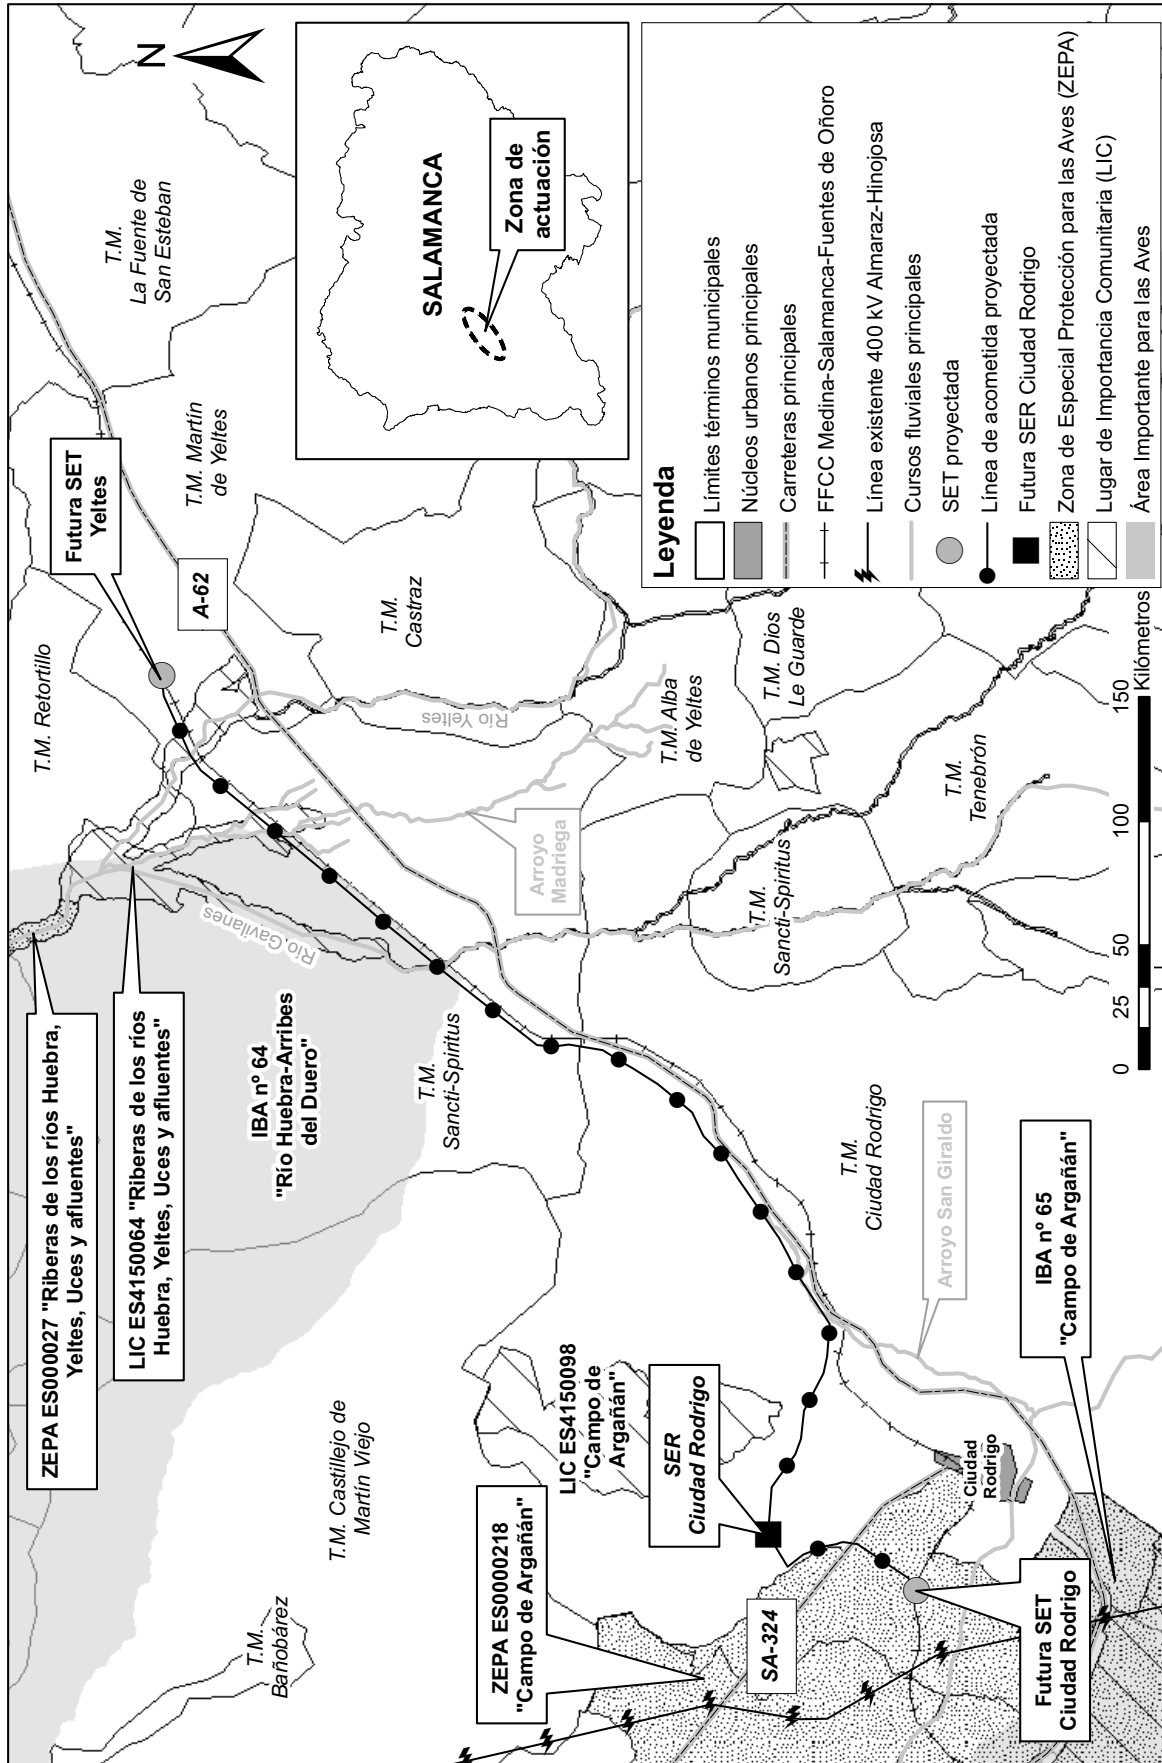 N
T.M.
La Fuente de
San Esteban
T.M. Martín
de Yeltes
Futura SET
Yeltes
A-62
T.M. Retortillo
T.M.
Castraz
Río Yeltes
T.M. Alba
de Yeltes
T.M. Dios
Le Guarde
T.M.
Tenebrón
Arroyo
Madriega
T.M.
Sancti-Spiritus
Río Gavilanes
ZEPA ES000027 "Riberas de los ríos Huebra,
Yeltes, Uces y afluentes"
LIC ES4150064 "Riberas de los ríos
Huebra, Yeltes, Uces y afluentes"
IBA nº 64
"Río Huebra-Arribes
del Duero"
T.M.
Sancti-Spiritus
T.M.
Ciudad Rodrigo
Arroyo San Giraldo
IBA nº 65
"Campo de Argañán"
T.M. Castillejo de
Martín Viejo
LIC ES4150098
"Campo de
Argañán"
SER
Ciudad Rodrigo
Ciudad
Rodrigo
T.M.
Bañobárez
ZEPA ES0000218
"Campo de Argañán"
SA-324
Futura SET
Ciudad Rodrigo
SALAMANCA
Zona de
actuación
Leyenda
Límites términos municipales
Núcleos urbanos principales
Carreteras principales
FFCC Medina-Salamanca-Fuentes de Oñoro
Línea existente 400 kV Almaraz-Hinojosa
Cursos fluviales principales
SET proyectada
Línea de acometida proyectada
Futura SER Ciudad Rodrigo
Zona de Especial Protección para las Aves (ZEPA)
Lugar de Importancia Comunitaria (LIC)
Área Importante para las Aves
0 25 50 100 150
Kilómetros